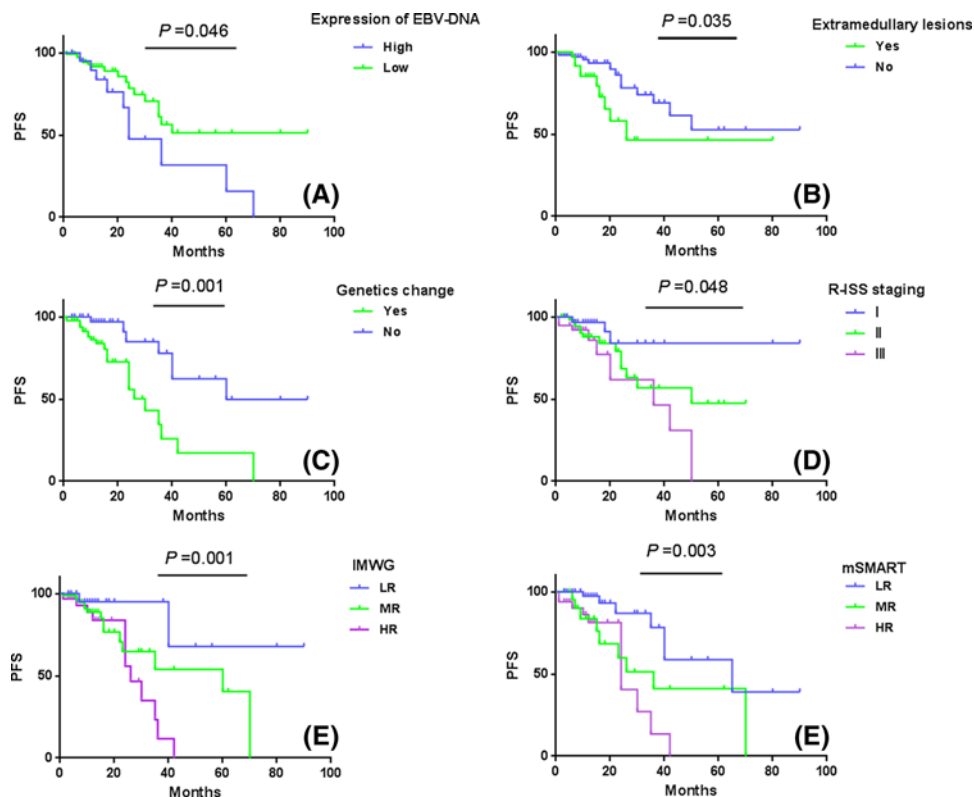 Expression of EBV-DNA
P =0.046
High
Low
100
50
0
PFS
0 20 40 60 80 100
Months
(A)
Extramedullary lesions
P =0.035
Yes
No
100
50
0
PFS
0 20 40 60 80 100
Months
(B)
Genetics change
P =0.001
Yes
No
100
50
0
PFS
0 20 40 60 80 100
Months
(C)
R-ISS staging
P =0.048
I
II
III
100
50
0
PFS
0 20 40 60 80 100
Months
(D)
IMWG
P =0.001
LR
MR
HR
100
50
0
PFS
0 20 40 60 80 100
Months
(E)
mSMART
P =0.003
LR
MR
HR
100
50
0
PFS
0 20 40 60 80 100
Months
(E)